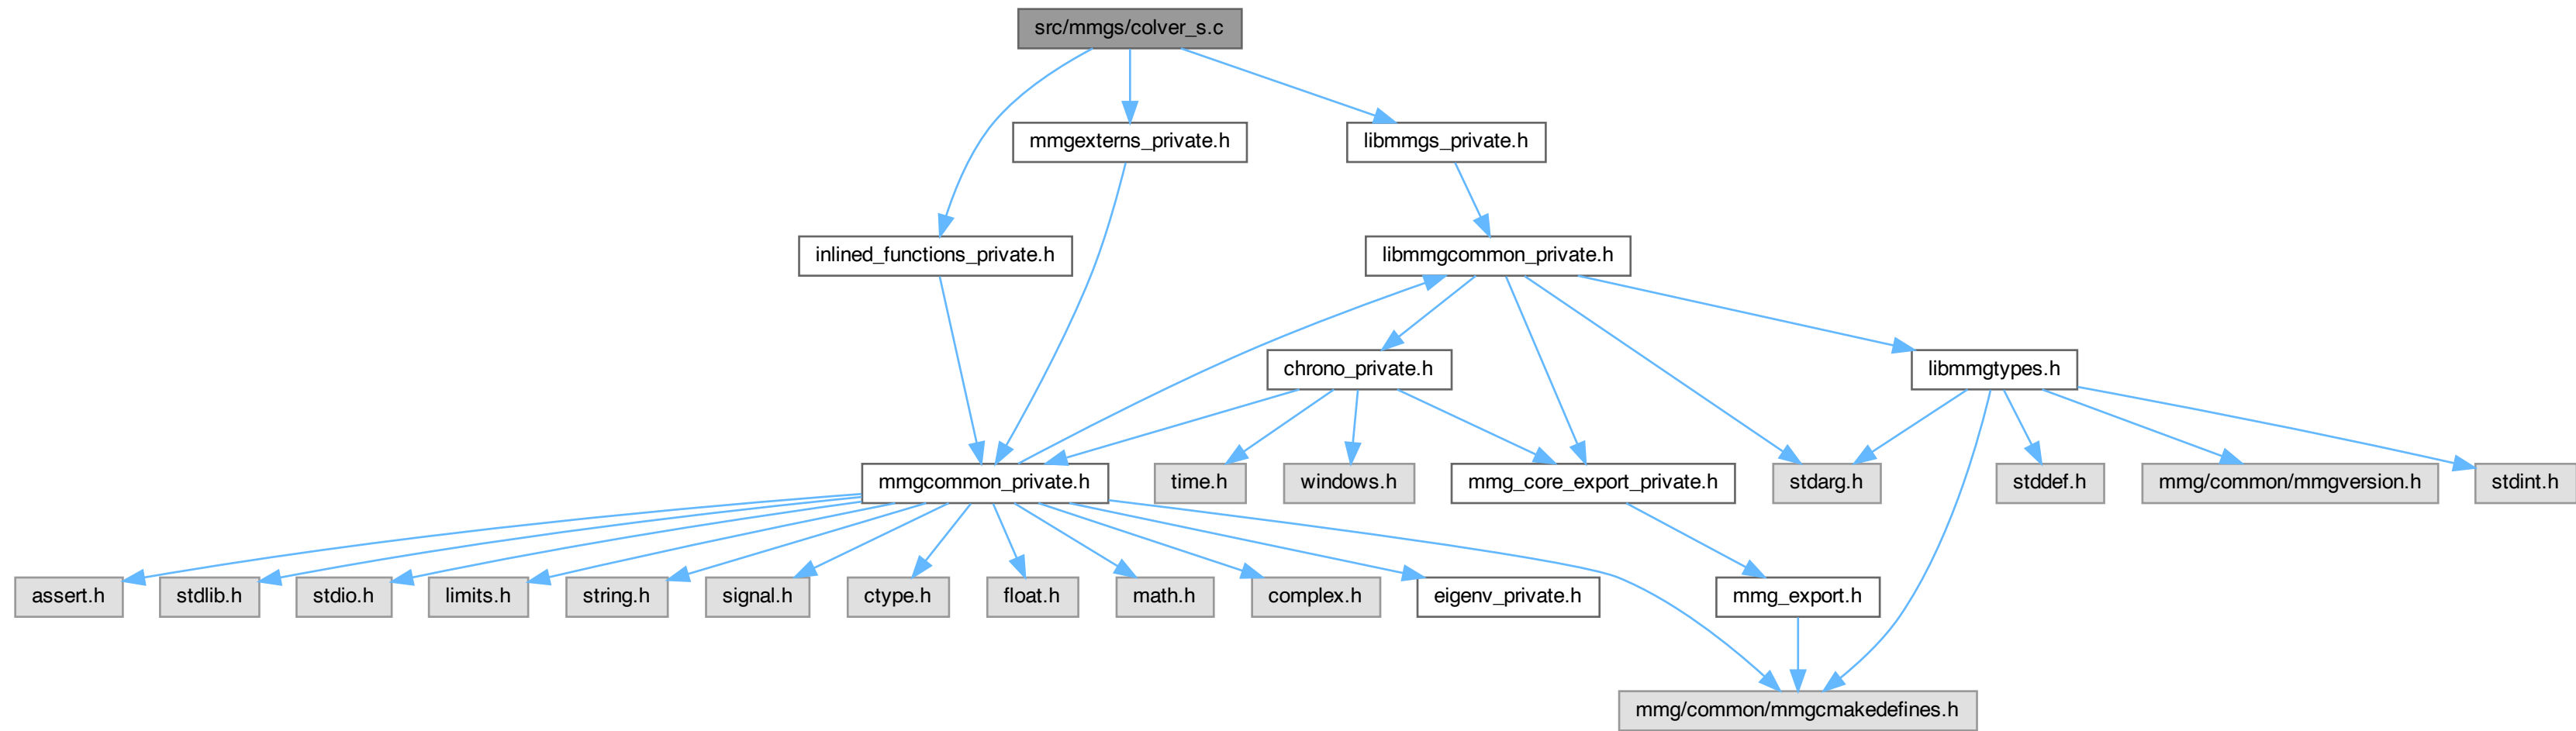 src/mmgs/colver_s.c
mmgexterns_private.h
libmmgs_private.h
inlined_functions_private.h
libmmgcommon_private.h
chrono_private.h
libmmgtypes.h
mmgcommon_private.h
time.h
windows.h
mmg_core_export_private.h
stdarg.h
stddef.h
mmg/common/mmgversion.h
stdint.h
assert.h
stdlib.h
stdio.h
limits.h
string.h
signal.h
ctype.h
float.h
math.h
complex.h
eigenv_private.h
mmg_export.h
mmg/common/mmgcmakedefines.h